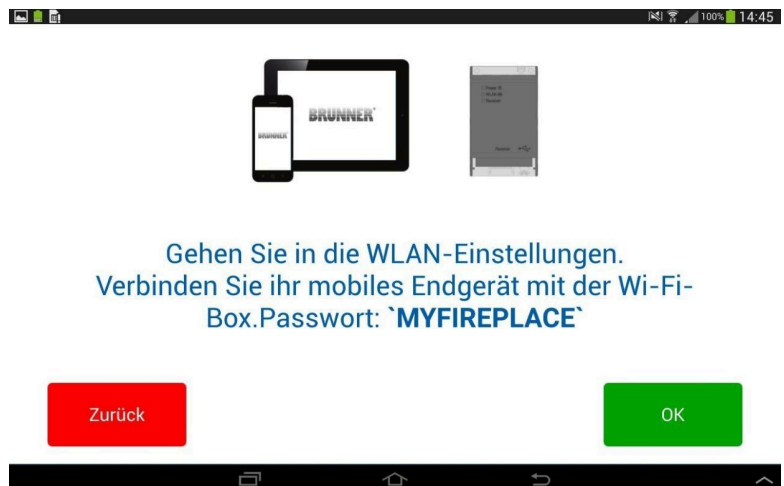 100% 14:45
BRUNNER
BRUNNER
Gehen Sie in die WLAN-Einstellungen.
Verbinden Sie ihr mobiles Endgerät mit der Wi-Fi-
Box.Passwort: `MYFIREPLACE`
Zurück
OK